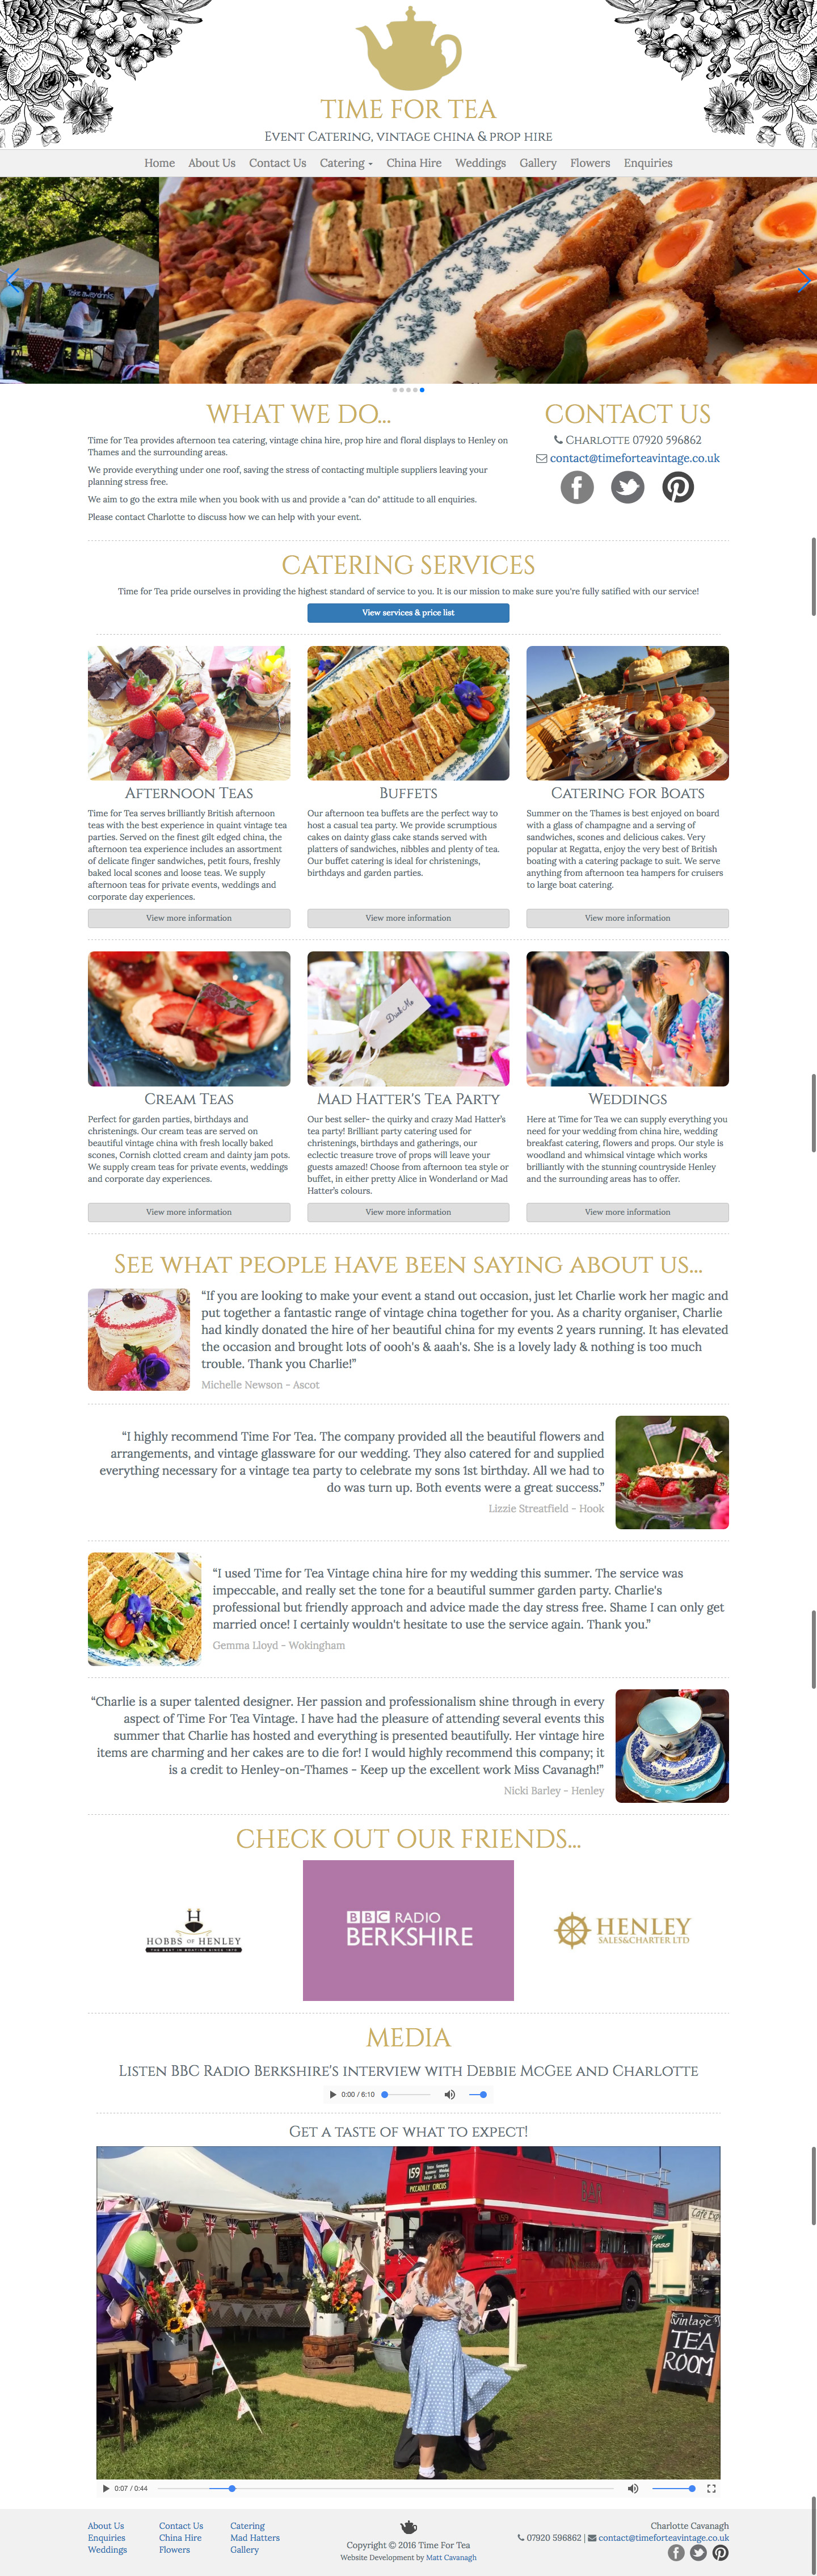 TIME FOR TEA
EVENT CATERING, VINTAGE CHINA & PROP HIRE
Home About Us Contact Us Catering China Hire Weddings Gallery Flowers Enquiries
WHAT WE DO...
Time for Tea provides afternoon tea catering, vintage china hire, prop hire and floral displays to Henley on
Thames and the surrounding areas.
We provide everything under one roof, saving the stress of contacting multiple suppliers leaving your
planning stress free.
We aim to go the extra mile when you book with us and provide a "can do" attitude to all enquiries.
Please contact Charlotte to discuss how we can help with your event.
CONTACT US
CHARLOTTE 07920 596862
contact@timeforteavintage.co.uk
CATERING SERVICES
Time for Tea pride ourselves in providing the highest standard of service to you. It is our mission to make sure you're fully satified with our service!
View services & price list
AFTERNOON TEAS
Time for Tea serves brilliantly British afternoon
teas with the best experience in quaint vintage tea
parties. Served on the finest gilt edged china, the
afternoon tea experience includes an assortment
of delicate finger sandwiches, petit fours, freshly
baked local scones and loose teas. We supply
afternoon teas for private events, weddings and
corporate day experiences.
View more information
BUFFETS
Our afternoon tea buffets are the perfect way to
host a casual tea party. We provide scrumptious
cakes on dainty glass cake stands served with
platters of sandwiches, nibbles and plenty of tea.
Our buffet catering is ideal for christenings,
birthdays and garden parties.
View more information
CATERING FOR BOATS
Summer on the Thames is best enjoyed on board
with a glass of champagne and a serving of
sandwiches, scones and delicious cakes. Very
popular at Regatta, enjoy the very best of British
boating with a catering package to suit. We serve
anything from afternoon tea hampers for cruisers
to large boat catering.
View more information
CREAM TEAS
Perfect for garden parties, birthdays and
christenings. Our cream teas are served on
beautiful vintage china with fresh locally baked
scones, Cornish clotted cream and dainty jam pots.
We supply cream teas for private events, weddings
and corporate day experiences.
View more information
Drink Me
MAD HATTER'S TEA PARTY
Our best seller- the quirky and crazy Mad Hatter's
tea party! Brilliant party catering used for
christenings, birthdays and gatherings, our
eclectic treasure trove of props will leave your
guests amazed! Choose from afternoon tea style or
buffet, in either pretty Alice in Wonderland or Mad
Hatter's colours.
View more information
WEDDINGS
Here at Time for Tea we can supply everything you
need for your wedding from china hire, wedding
breakfast catering, flowers and props. Our style is
woodland and whimsical vintage which works
brilliantly with the stunning countryside Henley
and the surrounding areas has to offer.
View more information
SEE WHAT PEOPLE HAVE BEEN SAYING ABOUT US...
“If you are looking to make your event a stand out occasion, just let Charlie work her magic and
put together a fantastic range of vintage china together for you. As a charity organiser, Charlie
had kindly donated the hire of her beautiful china for my events 2 years running. It has elevated
the occasion and brought lots of oooh's & aaah's. She is a lovely lady & nothing is too much
trouble. Thank you Charlie!”
Michelle Newson - Ascot
“I highly recommend Time For Tea. The company provided all the beautiful flowers and
arrangements, and vintage glassware for our wedding. They also catered for and supplied
everything necessary for a vintage tea party to celebrate my sons 1st birthday. All we had to
do was turn up. Both events were a great success.”
Lizzie Streatfield - Hook
“I used Time for Tea Vintage china hire for my wedding this summer. The service was
impeccable, and really set the tone for a beautiful summer garden party. Charlie's
professional but friendly approach and advice made the day stress free. Shame I can only get
married once! I certainly wouldn't hesitate to use the service again. Thank you.”
Gemma Lloyd - Wokingham
“Charlie is a super talented designer. Her passion and professionalism shine through in every
aspect of Time For Tea Vintage. I have had the pleasure of attending several events this
summer that Charlie has hosted and everything is presented beautifully. Her vintage hire
items are charming and her cakes are to die for! I would highly recommend this company; it
is a credit to Henley-on-Thames - Keep up the excellent work Miss Cavanagh!”
Nicki Barley - Henley
CHECK OUT OUR FRIENDS...
HOBBS OF HENLEY
THE BEST IN BOATING SINCE 1870
BBC RADIO
BERKSHIRE
HENLEY
SALES&CHARTER LTD
MEDIA
LISTEN BBC RADIO BERKSHIRE'S INTERVIEW WITH DEBBIE MCGEE AND CHARLOTTE
0:00 / 6:10
GET A TASTE OF WHAT TO EXPECT!
159
PICCADILLY CIRCUS
Vintage
TEA
ROOM
0:07 / 0:44
About Us Contact Us Catering
Enquiries China Hire Mad Hatters
Weddings Flowers Gallery
Copyright © 2016 Time For Tea
Website Development by Matt Cavanagh
Charlotte Cavanagh
07920 596862 | contact@timeforteavintage.co.uk